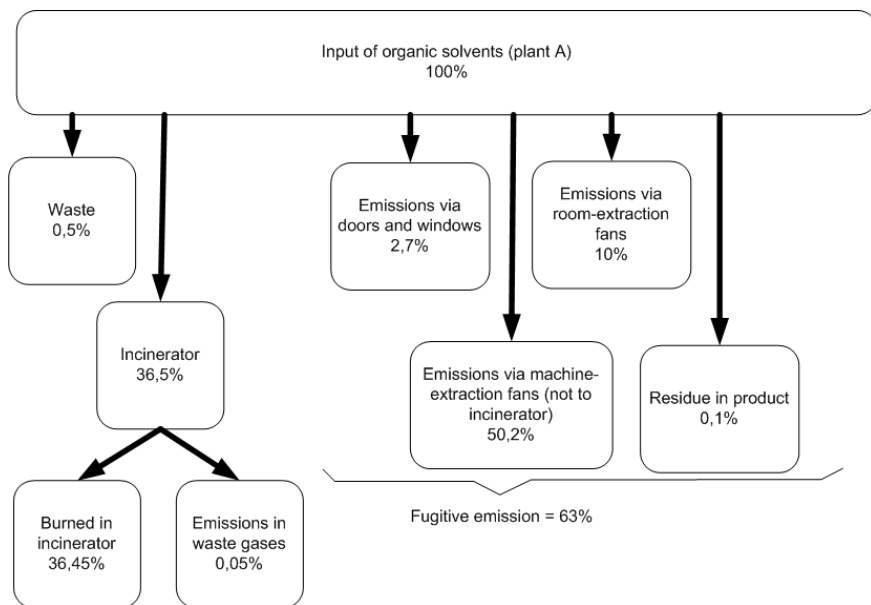 Input of organic solvents (plant A)
100%
Waste
0,5%
Emissions via
doors and windows
2,7%
Emissions via
room-extraction
fans
10%
Incinerator
36,5%
Emissions via machine-
extraction fans (not to
incinerator)
50,2%
Residue in product
0,1%
Burned in
incinerator
36,45%
Emissions in
waste gases
0,05%
Fugitive emission = 63%